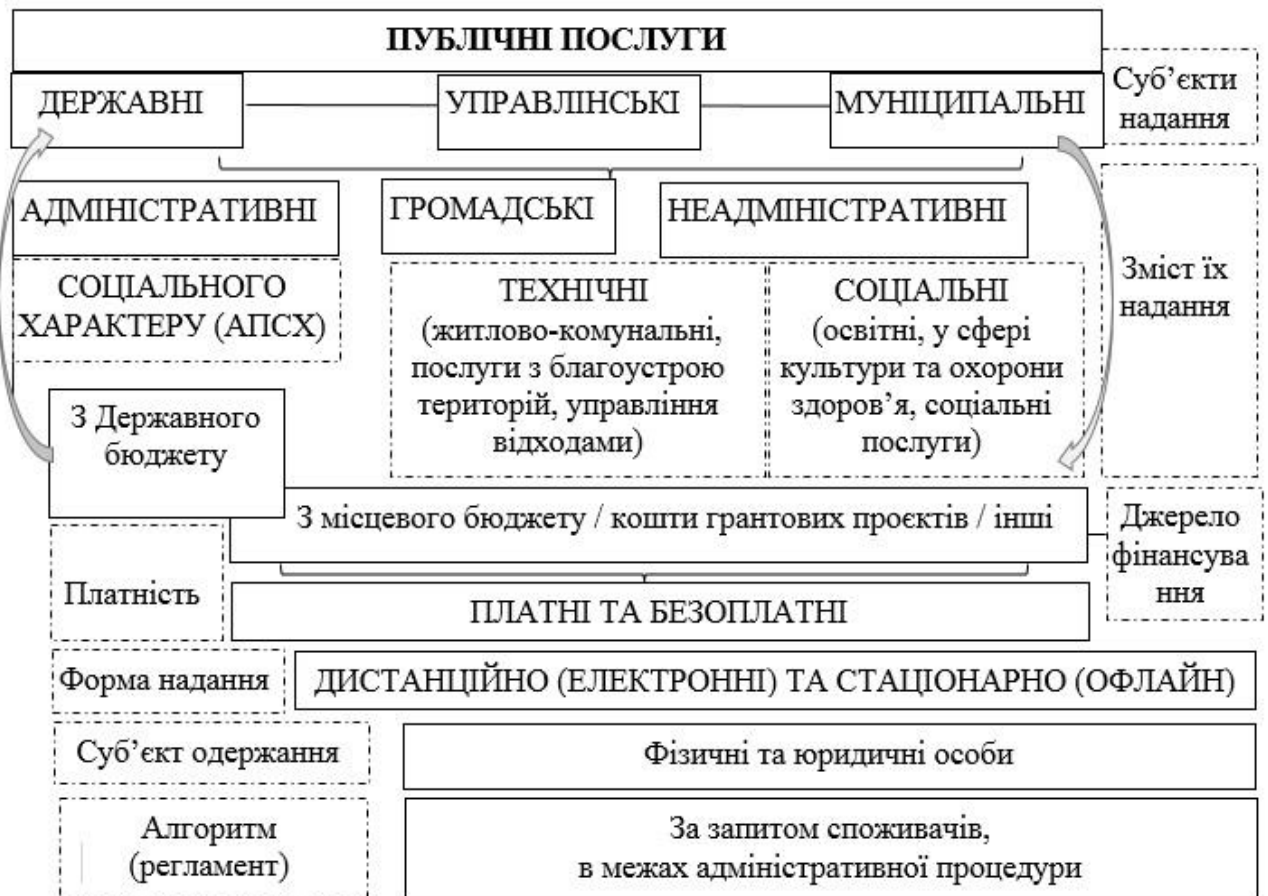 ПУБЛІЧНІ ПОСЛУГИ
ДЕРЖАВНІ
УПРАВЛІНСЬКІ
МУНІЦИПАЛЬНІ
Суб’єкти
надання
АДМІНІСТРАТИВНІ
ГРОМАДСЬКІ
НЕАДМІНІСТРАТИВНІ
Зміст їх
надання
СОЦІАЛЬНОГО
ХАРАКТЕРУ (АПСХ)
ТЕХНІЧНІ
(житлово-комунальні,
послуги з благоустрою
територій, управління
відходами)
СОЦІАЛЬНІ
(освітні, у сфері
культури та охорони
здоров’я, соціальні
послуги)
З Державного
бюджету
З місцевого бюджету / кошти грантових проєктів / інші
Джерело
фінансува
ння
Платність
ПЛАТНІ ТА БЕЗОПЛАТНІ
Форма надання
ДИСТАНЦІЙНО (ЕЛЕКТРОННІ) ТА СТАЦІОНАРНО (ОФЛАЙН)
Суб’єкт одержання
Фізичні та юридичні особи
Алгоритм
(регламент)
За запитом споживачів,
в межах адміністративної процедури